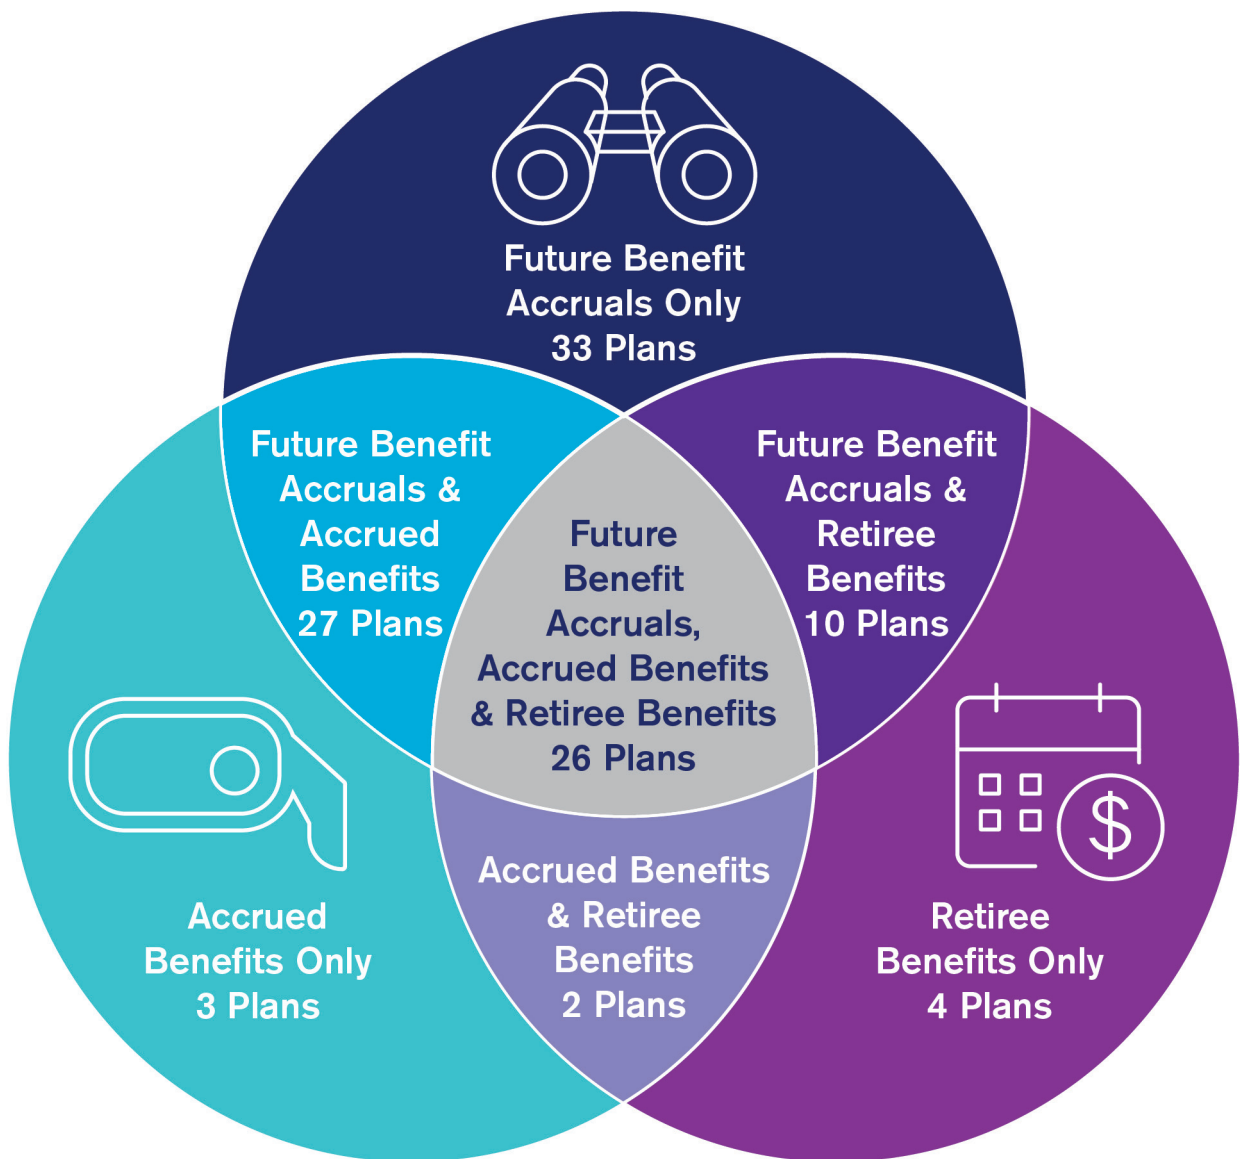 Future Benefit
Accruals Only
33 Plans
Future Benefit
Accruals &
Accrued
Benefits
27 Plans
Future
Benefit
Accruals,
Accrued Benefits
& Retiree Benefits
26 Plans
Future Benefit
Accruals &
Retiree
Benefits
10 Plans
$
Accrued
Benefits Only
3 Plans
Accrued Benefits
& Retiree
Benefits
2 Plans
Retiree
Benefits Only
4 Plans